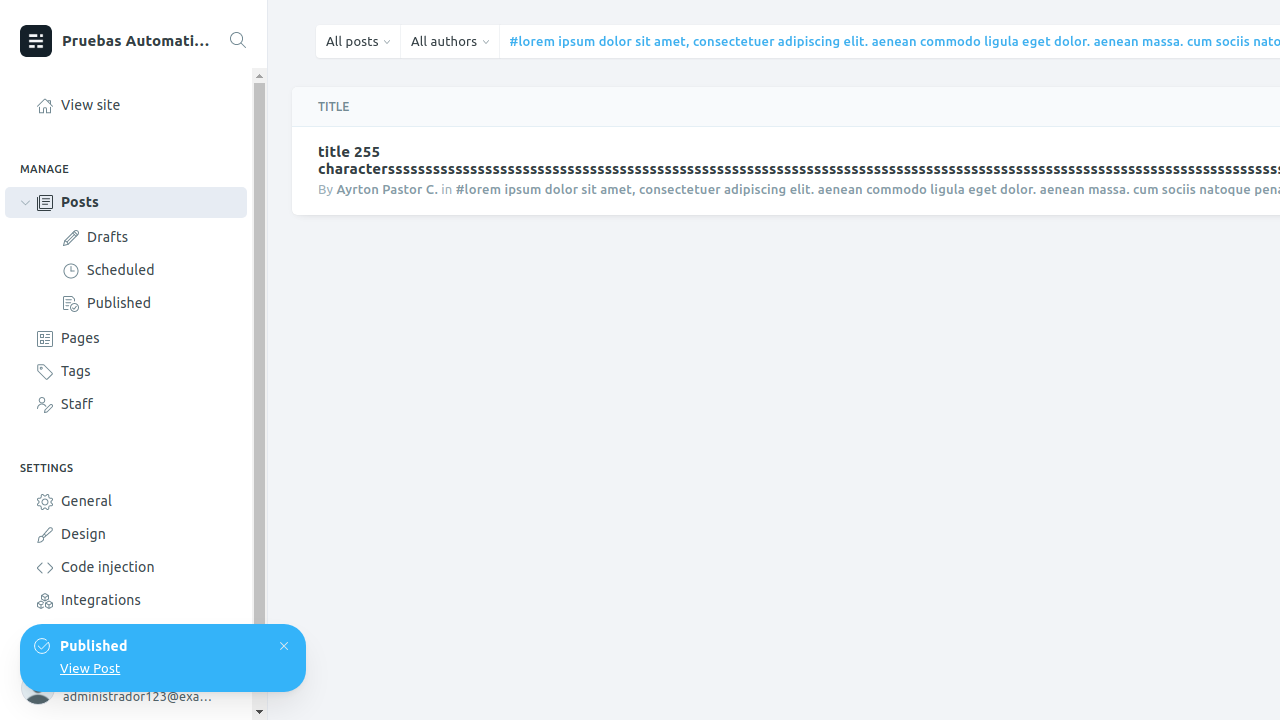 Pruebas Automati...
View site
MANAGE
Posts
Drafts
Scheduled
Published
Pages
Tags
Staff
SETTINGS
General
Design
Code injection
Integrations
Published
View Post
administrador123@exa...
All posts
All authors
#lorem ipsum dolor sit amet, consectetuer adipiscing elit. aenean commodo ligula eget dolor. aenean massa. cum sociis nato
TITLE
title 255
By Ayrton Pastor C. in #lorem ipsum dolor sit amet, consectetuer adipiscing elit. aenean commodo ligula eget dolor. aenean massa. cum sociis natoque pena